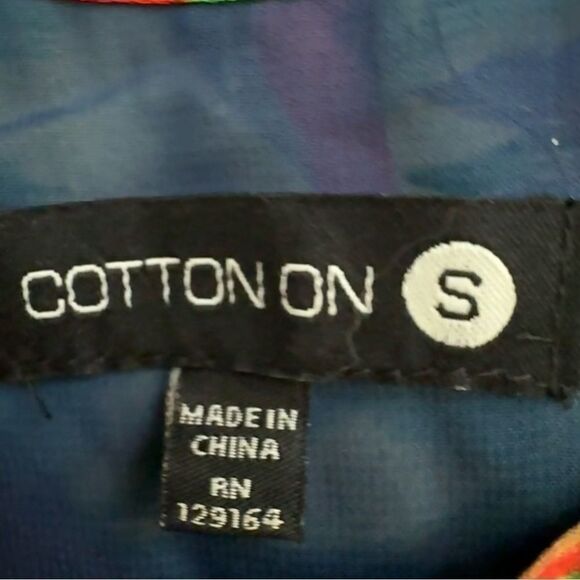 COTTON ON S
MADE IN
CHINA
RN
129164